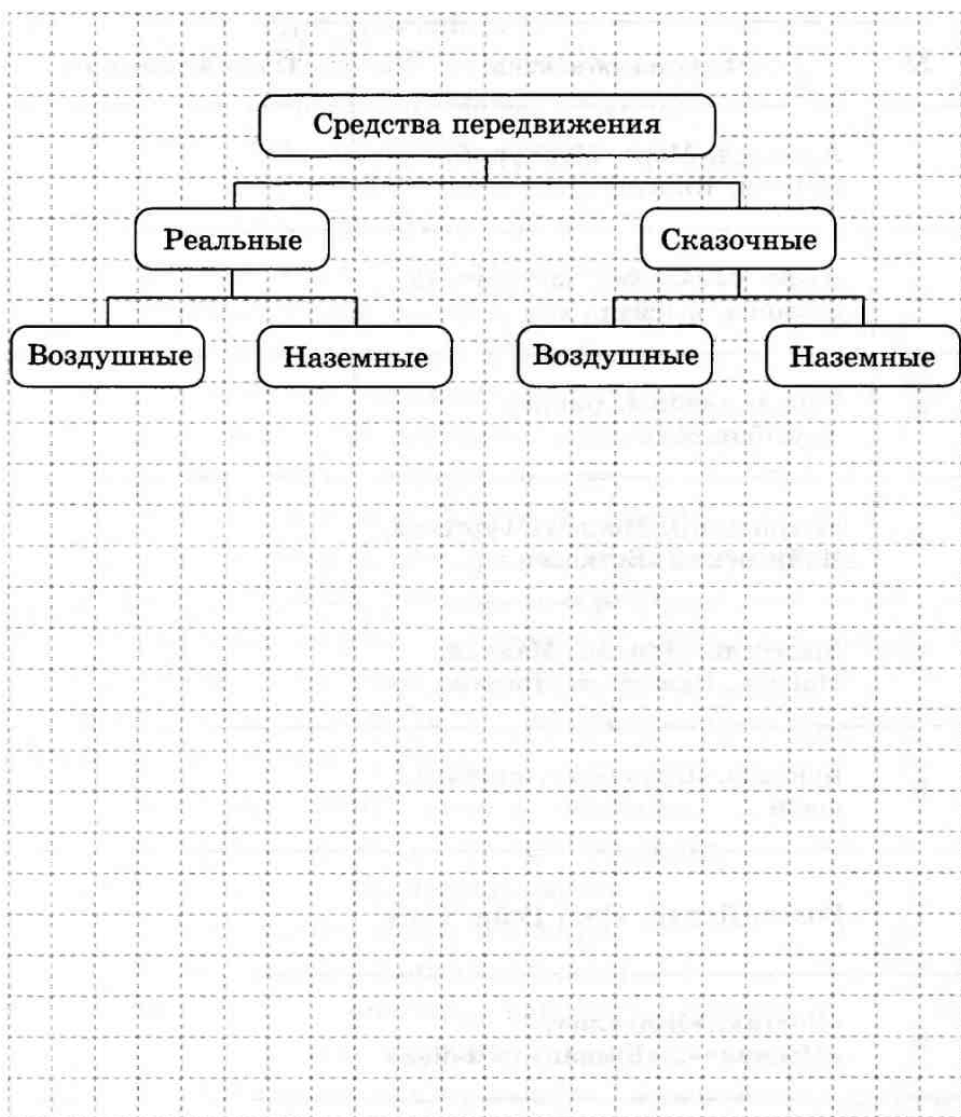 Средства передвижения
Реальные Сказочные
Воздушные Наземные Воздушные Наземные